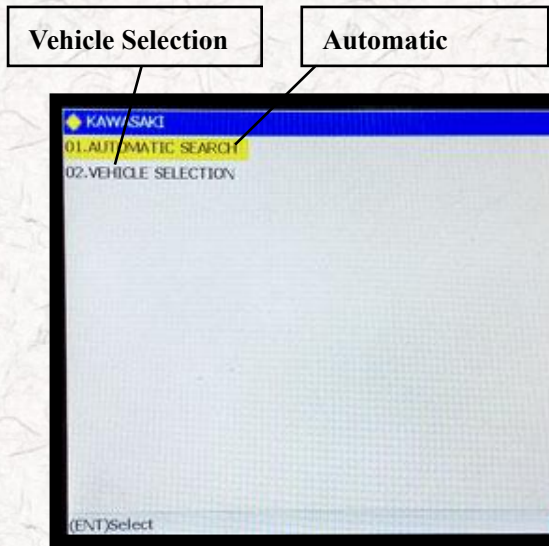 Vehicle Selection
Automatic
KAWASAKI
01.AUTOMATIC SEARCH
02.VEHICLE SELECTION
(ENT)Select